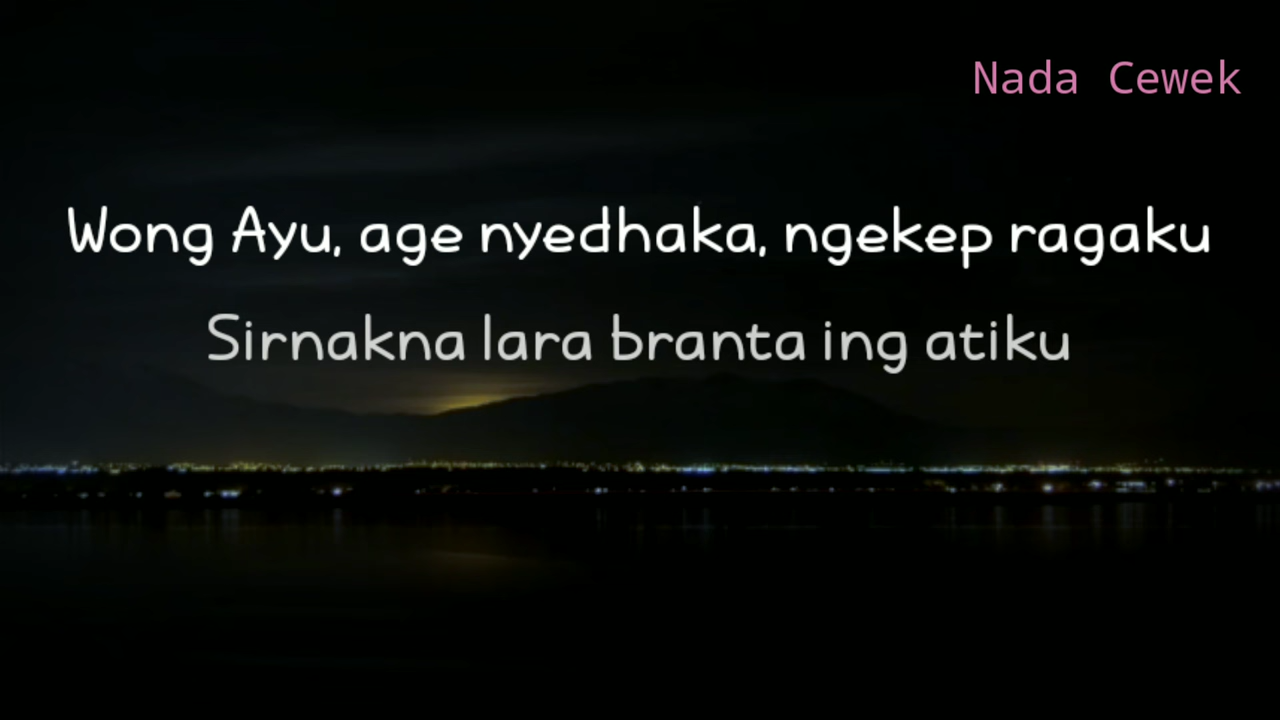 Nada Cewek
Wong Ayu, age nyedhaka, ngekep ragaku
Sirnakna lara branta ing atiku